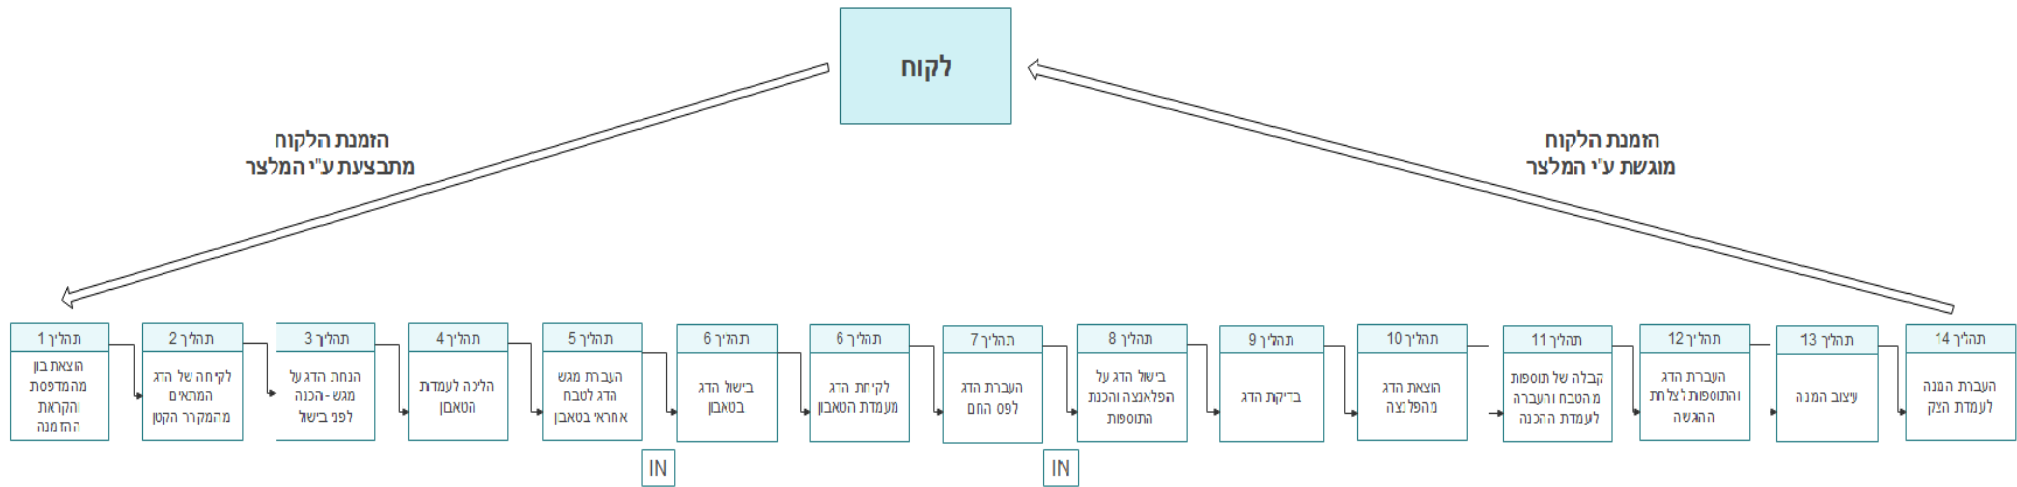 לקוח
הזמנת הלקוח
מתבצעת ע"י המלצר
הזמנת הלקוח
מוגשת ע"י המלצר
תהליך 1
הוצאת בון
מהמדפסת
והקראת
ההזמנה
תהליך 2
לקיחה של הדג
המתאים
מהמקרר הקטן
תהליך 3
הנחת הדג על
מגש - הכנה
לפני בישול
תהליך 4
הליכה לעמדת
הטאבון
תהליך 5
העברת מגש
הדג לטבח
אחראי בטאבון
תהליך 6
בישול הדג
בטאבון
תהליך 6
לקיחת הדג
מעמדת הטאבון
תהליך 7
העברת הדג
לפס החם
תהליך 8
בישול הדג על
הפלאנצה והכנת
התוספות
תהליך 9
בדיקת הדג
תהליך 10
הוצאת הדג
מהפלנצה
תהליך 11
קבלה של תוספות
מהטבח והעברה
לעמדת ההכנה
תהליך 12
העברת הדג
והתוספות לצלחת
ההגשה
תהליך 13
עיצוב המנה
תהליך 14
העברת המנה
לעמדת הצק
IN
IN